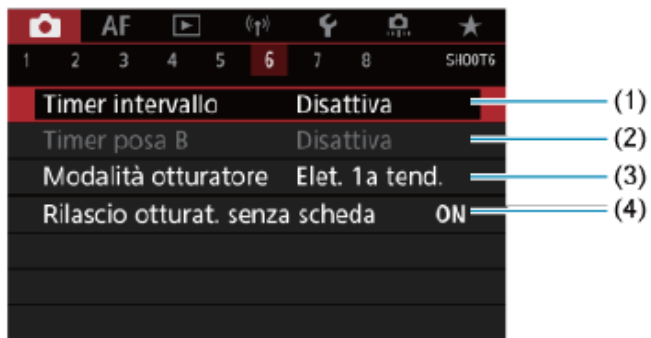 AF
1 2 3 4 5 6 7 8 SHOOT6
Timer intervallo Disattiva (1)
Timer posa B Disattiva (2)
Modalità otturatore Elet. 1a tend. (3)
Rilascio otturat. senza scheda ON (4)